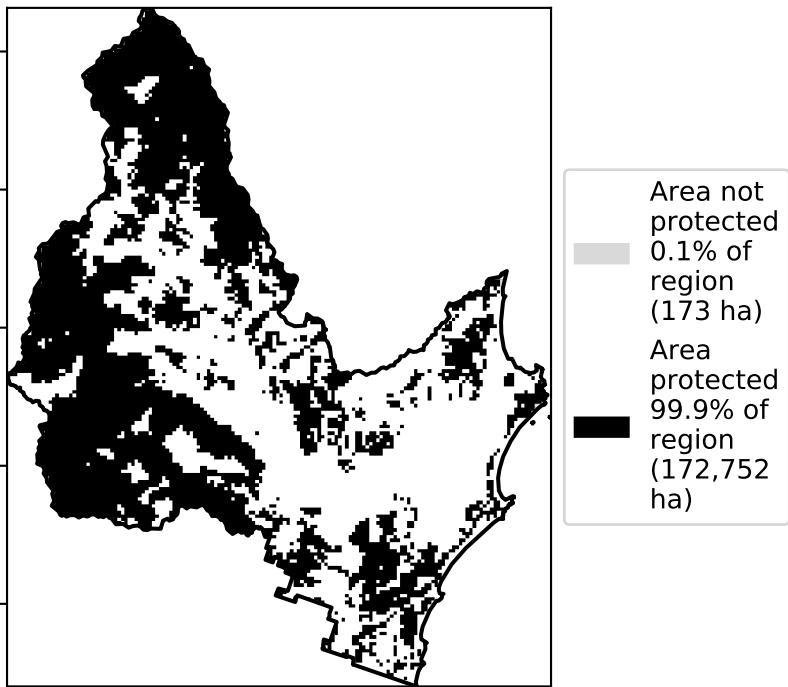 Area not
protected
0.1% of
region
(173 ha)
Area
protected
99.9% of
region
(172,752
ha)